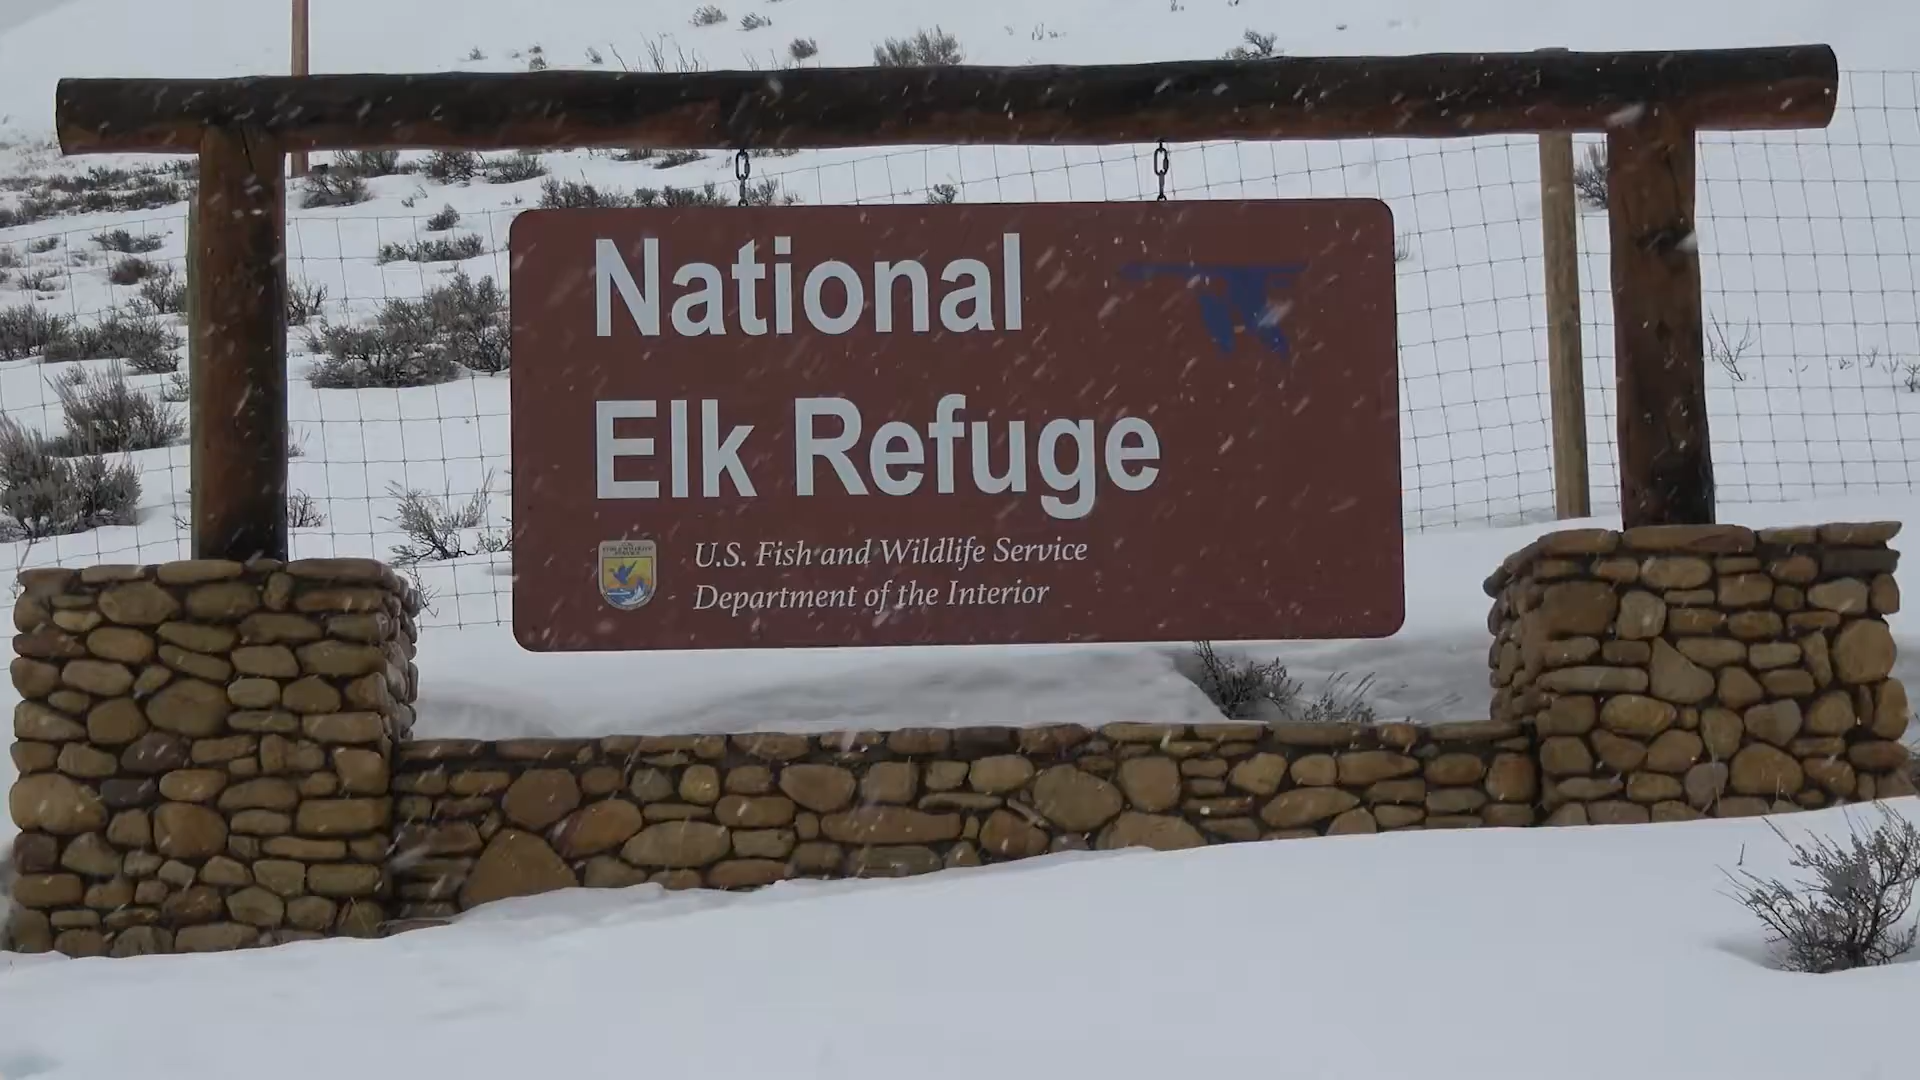 National
Elk Refuge
U.S. Fish and Wildlife Service
Department of the Interior